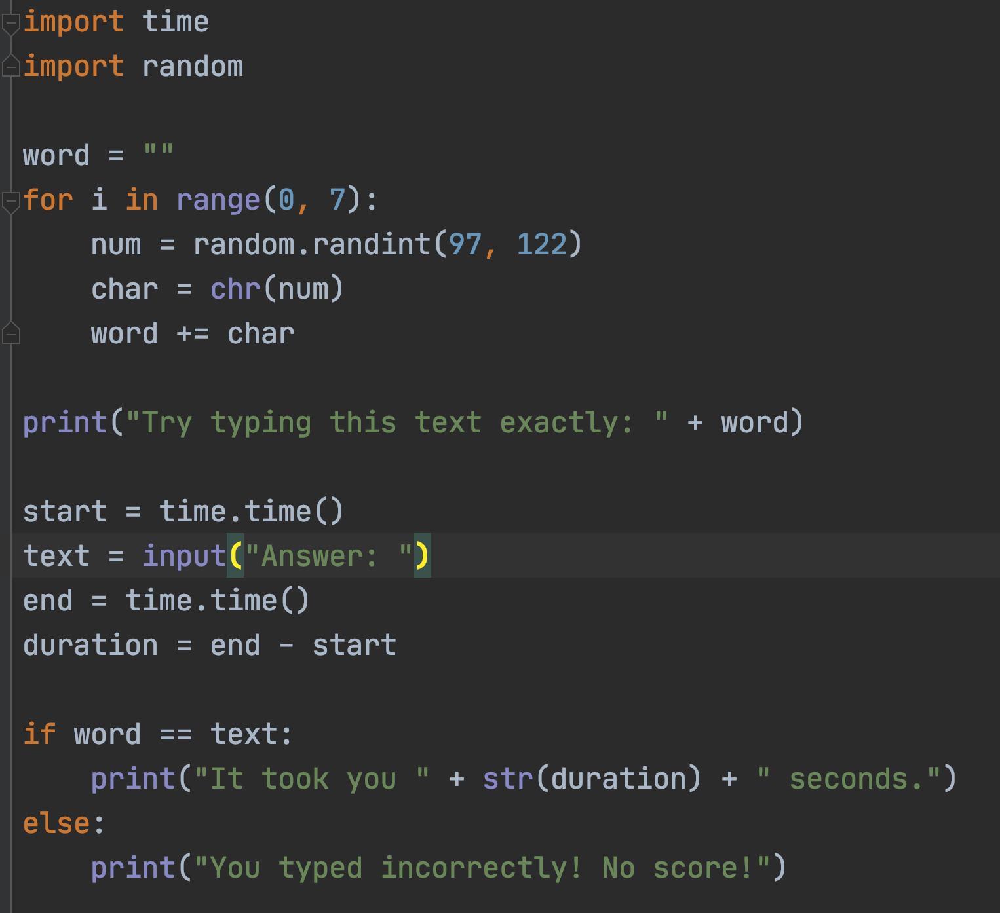 import time
import random

word = ""
for i in range(0, 7):
    num = random.randint(97, 122)
    char = chr(num)
    word += char

print("Try typing this text exactly: " + word)

start = time.time()
text = input("Answer: ")
end = time.time()
duration = end - start

if word == text:
    print("It took you " + str(duration) + " seconds.")
else:
    print("You typed incorrectly! No score!")